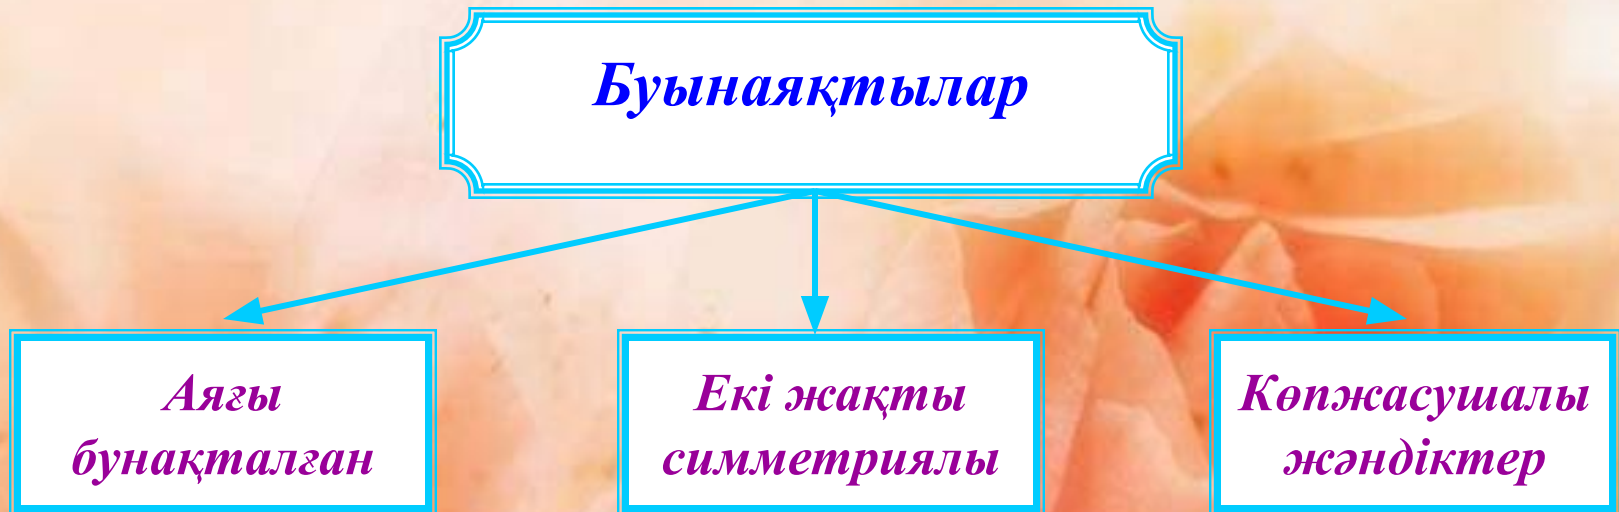 Буынаяқтылар
Аяғы
бунақталған
Екі жақты
симметриялы
Көпжасушалы
жәндіктер